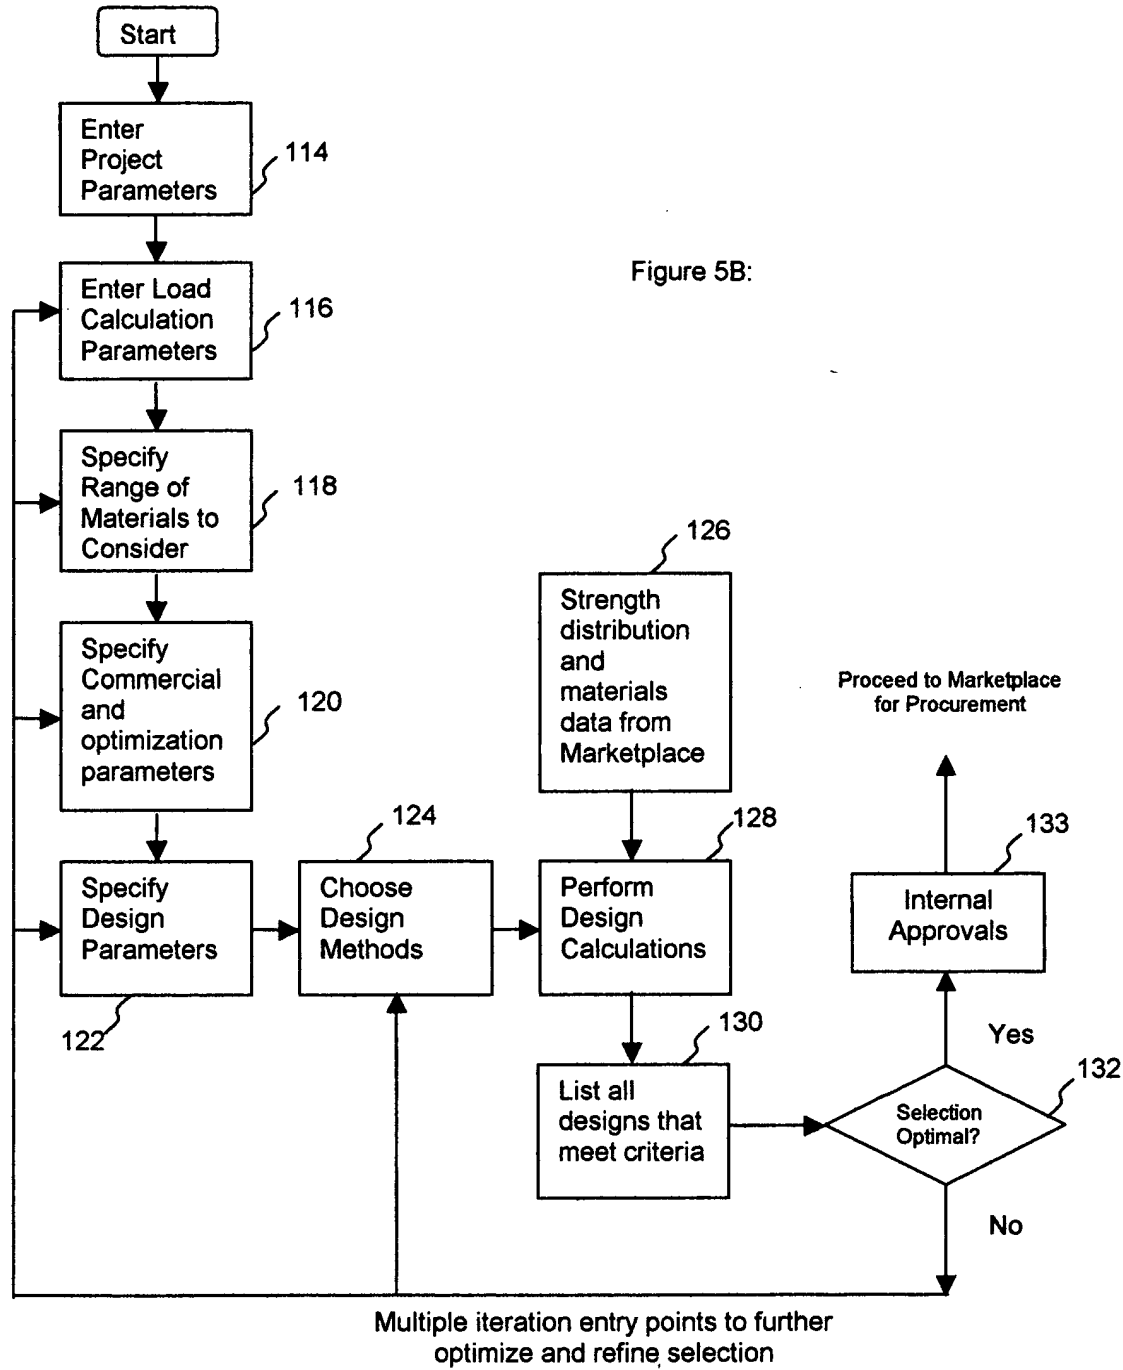 Start
Enter
Project
Parameters
114
Figure 5B:
Enter Load
Calculation
Parameters
116
Specify
Range of
Materials to
Consider
118
Specify
Commercial
and
optimization
parameters
120
Specify
Design
Parameters
122
Choose
Design
Methods
124
Strength
distribution
and
materials
data from
Marketplace
126
Perform
Design
Calculations
128
List all
designs that
meet criteria
130
Selection
Optimal?
132
Yes
No
Internal
Approvals
133
Proceed to Marketplace
for Procurement
Multiple iteration entry points to further
optimize and refine selection